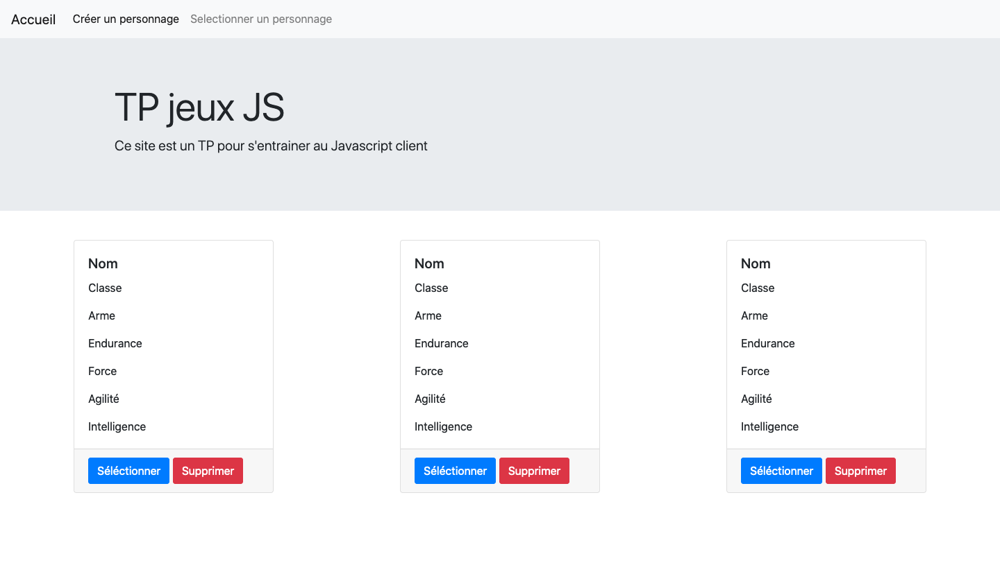 Accueil Créer un personnage Selectionner un personnage
TP jeux JS
Ce site est un TP pour s'entrainer au Javascript client
Nom
Classe
Arme
Endurance
Force
Agilité
Intelligence
Séléctionner Supprimer
Nom
Classe
Arme
Endurance
Force
Agilité
Intelligence
Séléctionner Supprimer
Nom
Classe
Arme
Endurance
Force
Agilité
Intelligence
Séléctionner Supprimer